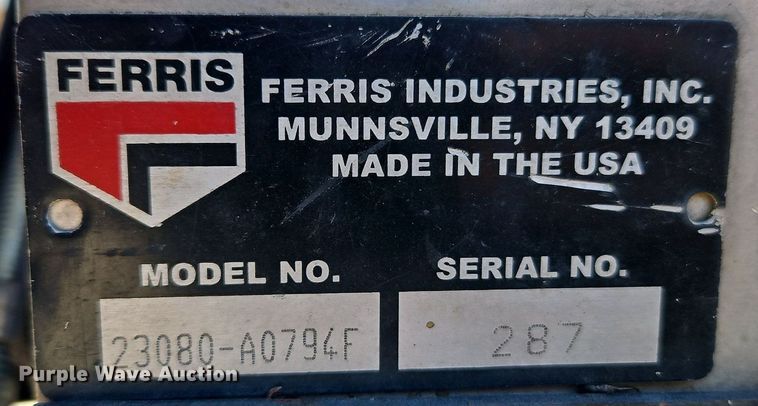 FERRIS
FERRIS INDUSTRIES, INC.
MUNNSVILLE, NY 13409
MADE IN THE USA
MODEL NO. SERIAL NO.
23080-A0794F 287
Purple Wave Auction